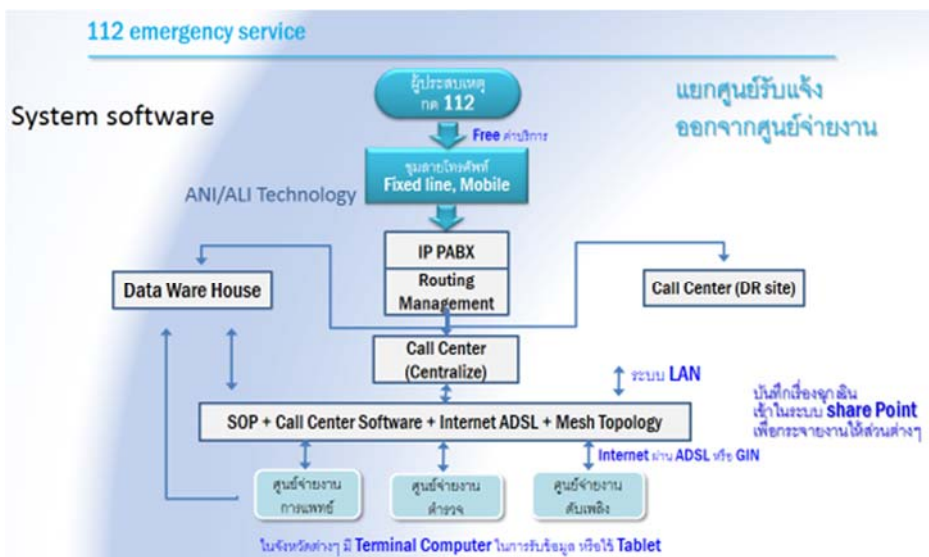 112 emergency service
System software
ผู้ประสบเหตุ
กด 112
แยกศูนย์รับแจ้ง
ออกจากศูนย์จ่ายงาน
Free ค่าบริการ
ชุมสายโทรศัพท์
Fixed line, Mobile
ANI/ALI Technology
IP PABX
Routing
Management
Data Ware House
Call Center (DR site)
Call Center
(Centralize)
ระบบ LAN
บันทึกเรื่องฉุกเฉิน
เข้าในระบบ share Point
เพื่อกระจายงานให้ส่วนต่างๆ
SOP + Call Center Software + Internet ADSL + Mesh Topology
Internet ผ่าน ADSL หรือ GIN
ศูนย์จ่ายงาน
การแพทย์
ศูนย์จ่ายงาน
ตำรวจ
ศูนย์จ่ายงาน
ดับเพลิง
ในจังหวัดต่างๆ มี Terminal Computer ในการรับข้อมูล หรือใช้ Tablet